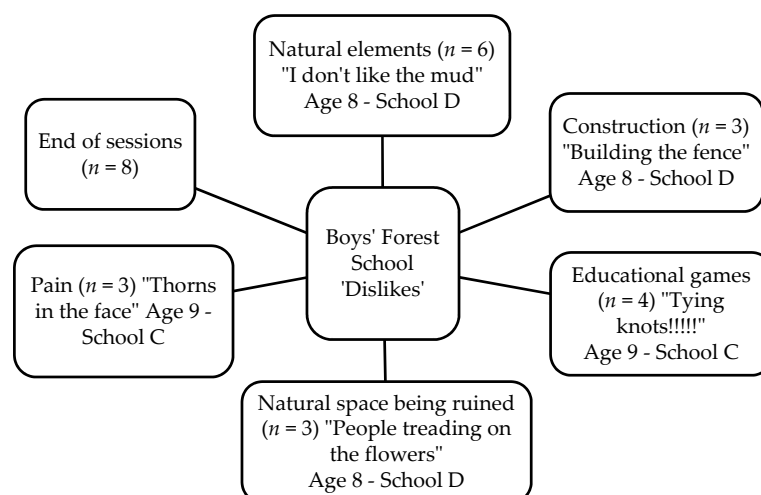 Natural elements (n = 6)
"I don't like the mud"
Age 8 - School D
End of sessions
(n = 8)
Construction (n = 3)
"Building the fence"
Age 8 - School D
Boys' Forest
School
'Dislikes'
Pain (n = 3) "Thorns
in the face" Age 9 -
School C
Educational games
(n = 4) "Tying
knots!!!!!"
Age 9 - School C
Natural space being ruined
(n = 3) "People treading on
the flowers"
Age 8 - School D